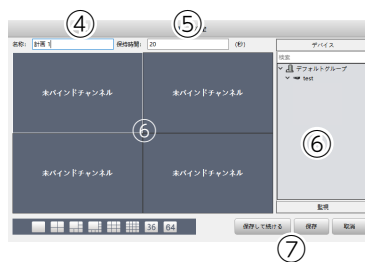 ④ ⑤
名称: 計画 1 保持時間: 20 (秒) デバイス
検索
デフォルトグループ
test
未バインドチャンネル 未バインドチャンネル
⑥ ⑥
未バインドチャンネル 未バインドチャンネル
監視
36 64 保存して続ける 保存 取消
⑦